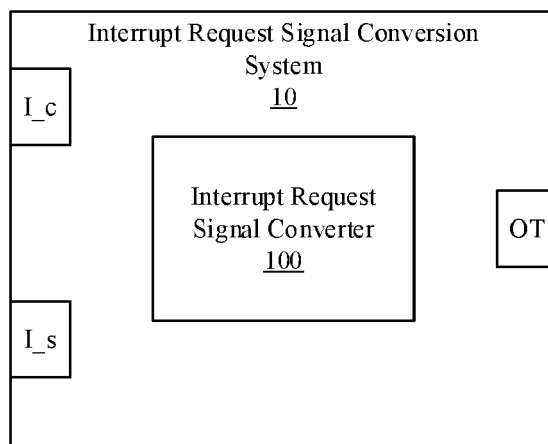 Interrupt Request Signal Conversion
System
10
I_c
Interrupt Request
Signal Converter
100
OT
I_s